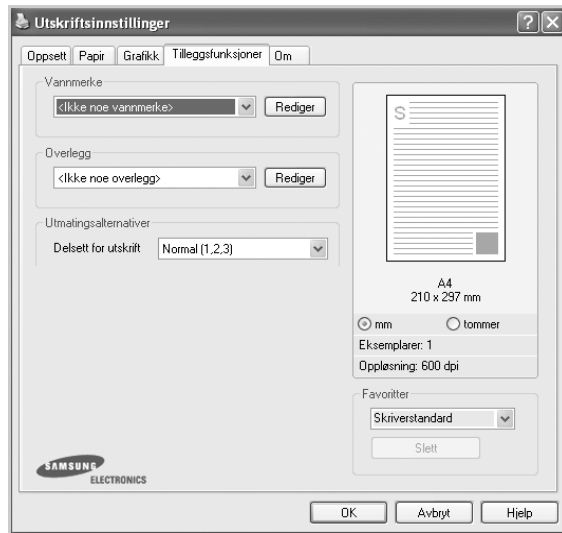 Utskriftsinnstillinger
Oppsett Papir Grafikk Tilleggsfunksjoner Om
Vannmerke
<Ikke noe vannmerke> Rediger
Overlegg
<Ikke noe overlegg> Rediger
Utmatingsalternativer
Delsett for utskrift Normal (1,2,3)
S
A4
210 x 297 mm
mm tommer
Eksemplarer: 1
Oppløsning: 600 dpi
Favoritter
Skriverstandard
Slett
SAMSUNG
ELECTRONICS
OK Avbryt Hjelp